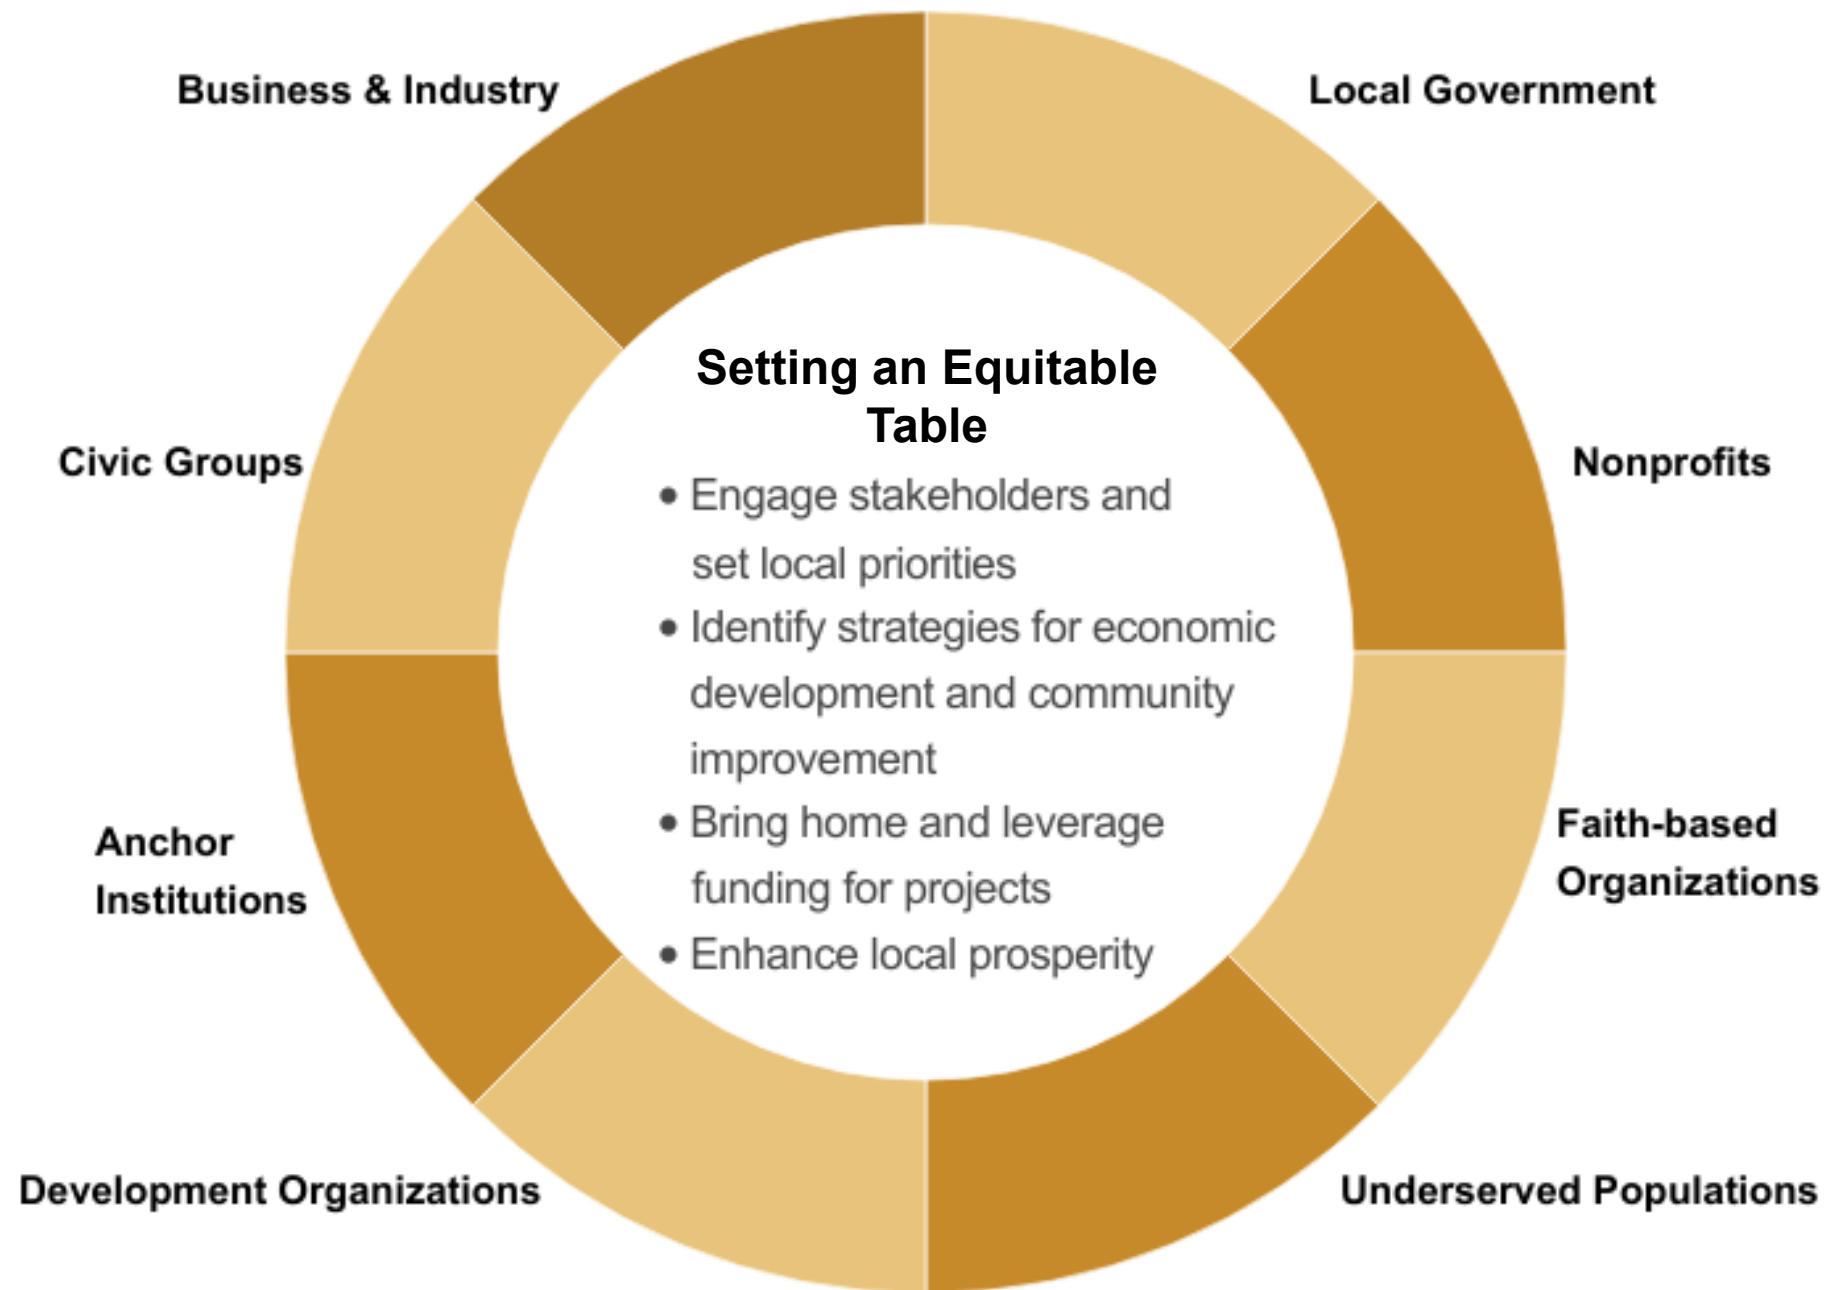 Business & Industry
Local Government
Civic Groups
Nonprofits
Anchor
Institutions
Faith-based
Organizations
Development Organizations
Underserved Populations
Setting an Equitable
Table
• Engage stakeholders and
set local priorities
• Identify strategies for economic
development and community
improvement
• Bring home and leverage
funding for projects
• Enhance local prosperity